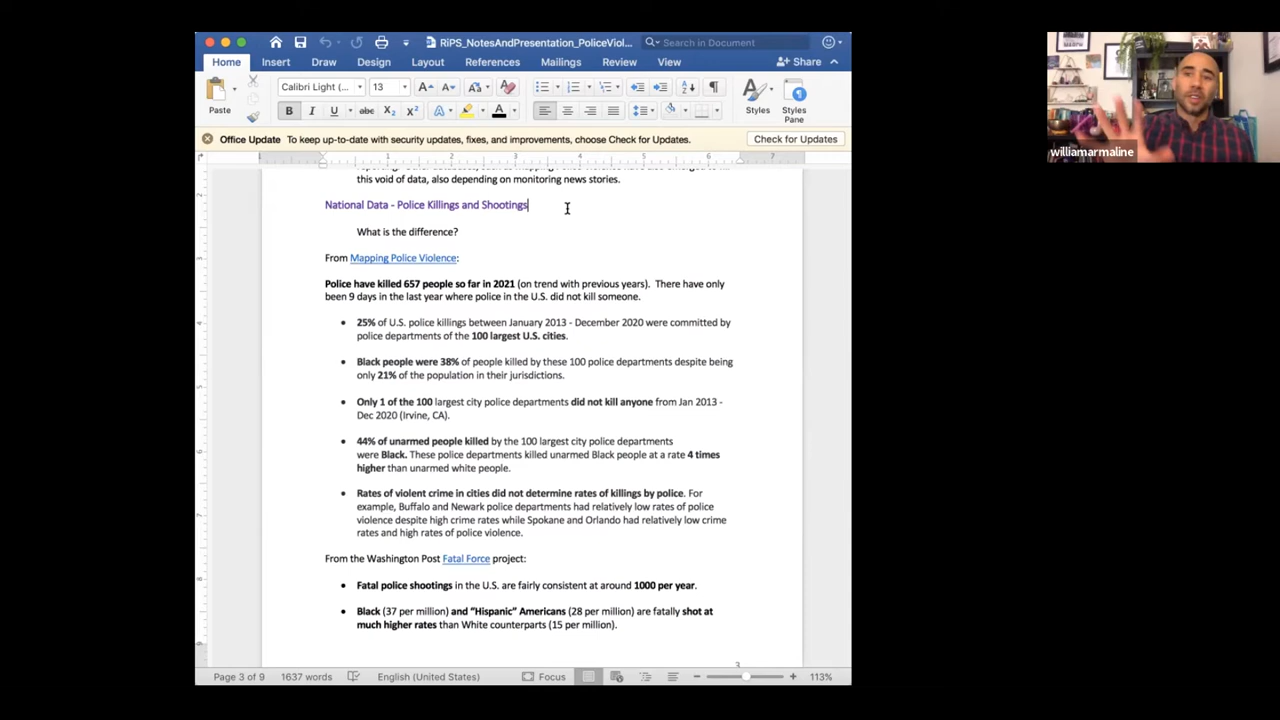 RiPS_NotesAndPresentation_PoliceViol...
Search in Document
Home Insert Draw Design Layout References Mailings Review View Share
Paste
Calibri Light (... 13
Styles
Styles Pane
Office Update To keep up-to-date with security updates, fixes, and improvements, choose Check for Updates. Check for Updates
1 1 2 3 4 5 6 7
this void of data, also depending on monitoring news stories.
National Data - Police Killings and Shootings
What is the difference?
From Mapping Police Violence:
Police have killed 657 people so far in 2021 (on trend with previous years). There have only
been 9 days in the last year where police in the U.S. did not kill someone.
• 25% of U.S. police killings between January 2013 - December 2020 were committed by
police departments of the 100 largest U.S. cities.
• Black people were 38% of people killed by these 100 police departments despite being
only 21% of the population in their jurisdictions.
• Only 1 of the 100 largest city police departments did not kill anyone from Jan 2013 -
Dec 2020 (Irvine, CA).
• 44% of unarmed people killed by the 100 largest city police departments
were Black. These police departments killed unarmed Black people at a rate 4 times
higher than unarmed white people.
• Rates of violent crime in cities did not determine rates of killings by police. For
example, Buffalo and Newark police departments had relatively low rates of police
violence despite high crime rates while Spokane and Orlando had relatively low crime
rates and high rates of police violence.
From the Washington Post Fatal Force project:
• Fatal police shootings in the U.S. are fairly consistent at around 1000 per year.
• Black (37 per million) and “Hispanic” Americans (28 per million) are fatally shot at
much higher rates than White counterparts (15 per million).
3
Page 3 of 9 1637 words English (United States) Focus 113%
williamarmaline